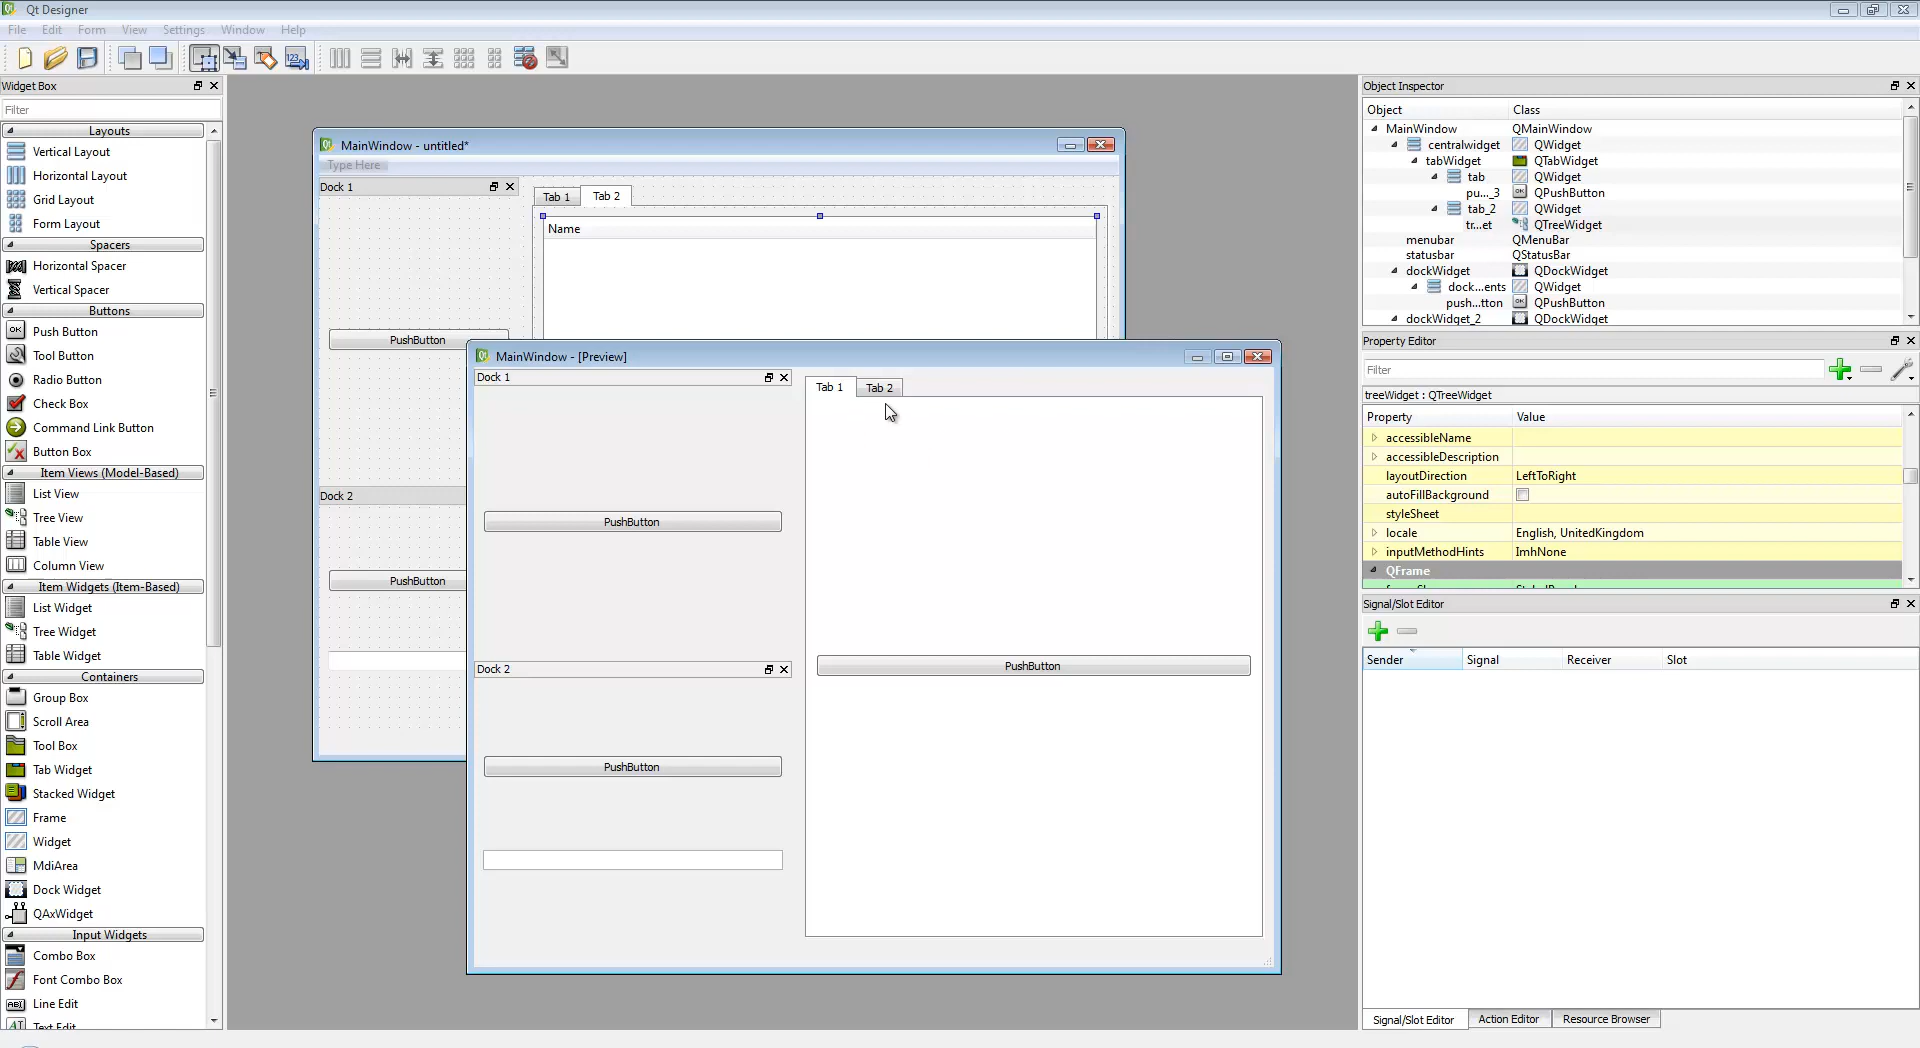 Qt Designer
File Edit Form View Settings Window Help
Widget Box
Filter
Layouts
Vertical Layout
Horizontal Layout
Grid Layout
Form Layout
Spacers
Horizontal Spacer
Vertical Spacer
Buttons
Push Button
Tool Button
Radio Button
Check Box
Command Link Button
Button Box
Item Views (Model-Based)
List View
Tree View
Table View
Column View
Item Widgets (Item-Based)
List Widget
Tree Widget
Table Widget
Containers
Group Box
Scroll Area
Tool Box
Tab Widget
Stacked Widget
Frame
Widget
MdiArea
Dock Widget
QAxWidget
Input Widgets
Combo Box
Font Combo Box
Line Edit
Text Edit
MainWindow - untitled*
Type Here
Dock 1
Tab 1 Tab 2
Name
PushButton
Dock 2
PushButton
MainWindow - [Preview]
Dock 1
Tab 1 Tab 2
PushButton
PushButton
Dock 2
PushButton
Object Inspector
Object Class
MainWindow QMainWindow
centralwidget QWidget
tabWidget QTabWidget
tab QWidget
pu..._3 QPushButton
tab_2 QWidget
tr...et QTreeWidget
menubar QMenuBar
statusbar QStatusBar
dockWidget QDockWidget
dock...ents QWidget
push...tton QPushButton
dockWidget_2 QDockWidget
Property Editor
Filter
treeWidget : QTreeWidget
Property Value
accessibleName
accessibleDescription
layoutDirection LeftToRight
autoFillBackground
styleSheet
locale English, UnitedKingdom
inputMethodHints ImhNone
QFrame
Signal/Slot Editor
Sender Signal Receiver Slot
Signal/Slot Editor Action Editor Resource Browser